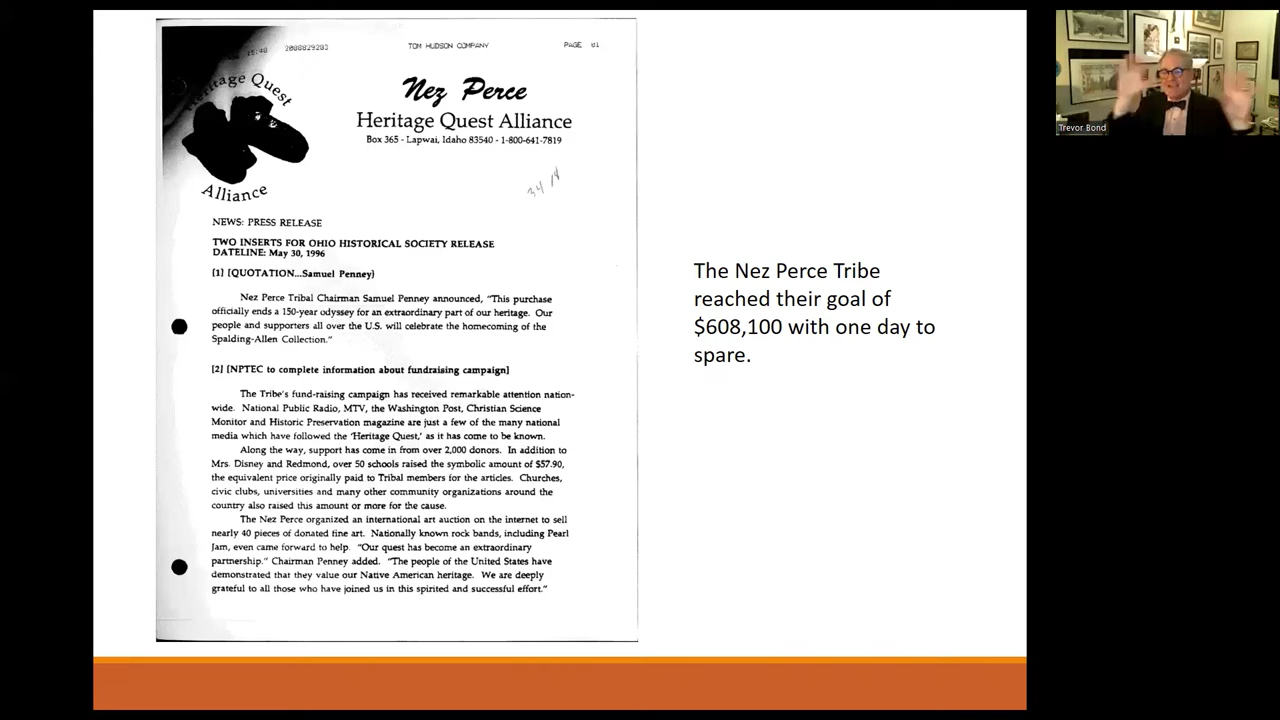 15:48 2088829283 TOM HUDSON COMPANY PAGE 01
Heritage Quest
Alliance
Nez Perce
Heritage Quest Alliance
Box 365 - Lapwai, Idaho 83540 - 1-800-641-7819
34
NEWS: PRESS RELEASE
TWO INSERTS FOR OHIO HISTORICAL SOCIETY RELEASE
DATELINE: May 30, 1996
[1] [QUOTATION...Samuel Penney]
Nez Perce Tribal Chairman Samuel Penney announced, "This purchase
officially ends a 150-year odyssey for an extraordinary part of our heritage. Our
people and supporters all over the U.S. will celebrate the homecoming of the
Spalding-Allen Collection."
[2] [NPTEC to complete information about fundraising campaign]
The Tribe's fund-raising campaign has received remarkable attention nation-
wide. National Public Radio, MTV, the Washington Post, Christian Science
Monitor and Historic Preservation magazine are just a few of the many national
media which have followed the 'Heritage Quest,' as it has come to be known.
Along the way, support has come in from over 2,000 donors. In addition to
Mrs. Disney and Redmond, over 50 schools raised the symbolic amount of $57.90,
the equivalent price originally paid to Tribal members for the articles. Churches,
civic clubs, universities and many other community organizations around the
country also raised this amount or more for the cause.
The Nez Perce organized an international art auction on the internet to sell
nearly 40 pieces of donated fine art. Nationally known rock bands, including Pearl
Jam, even came forward to help. "Our quest has become an extraordinary
partnership." Chairman Penney added. "The people of the United States have
demonstrated that they value our Native American heritage. We are deeply
grateful to all those who have joined us in this spirited and successful effort."
The Nez Perce Tribe
reached their goal of
$608,100 with one day to
spare.
Trevor Bond